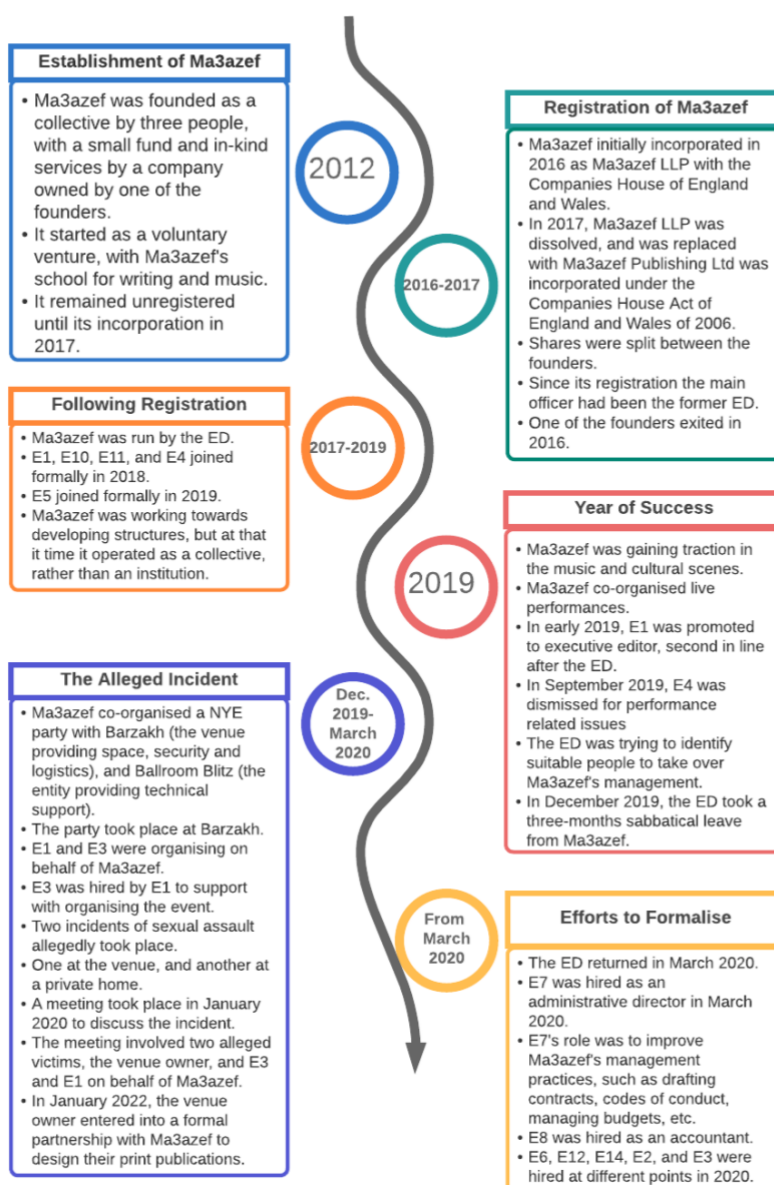 Establishment of Ma3azef
• Ma3azef was founded as a
collective by three people,
with a small fund and in-kind
services by a company
owned by one of the
founders.
• It started as a voluntary
venture, with Ma3azef's
school for writing and music.
• It remained unregistered
until its incorporation in
2017.
2012
Registration of Ma3azef
• Ma3azef initially incorporated in
2016 as Ma3azef LLP with the
Companies House of England
and Wales.
• In 2017, Ma3azef LLP was
dissolved, and was replaced
with Ma3azef Publishing Ltd was
incorporated under the
Companies House Act of
England and Wales of 2006.
• Shares were split between the
founders.
• Since its registration the main
officer had been the former ED.
• One of the founders exited in
2016.
2016-2017
Following Registration
• Ma3azef was run by the ED.
• E1, E10, E11, and E4 joined
formally in 2018.
• E5 joined formally in 2019.
• Ma3azef was working towards
developing structures, but at that
it time it operated as a collective,
rather than an institution.
2017-2019
Year of Success
• Ma3azef was gaining traction in
the music and cultural scenes.
• Ma3azef co-organised live
performances.
• In early 2019, E1 was promoted
to executive editor, second in line
after the ED.
• In September 2019, E4 was
dismissed for performance
related issues
• The ED was trying to identify
suitable people to take over
Ma3azef's management.
• In December 2019, the ED took a
three-months sabbatical leave
from Ma3azef.
2019
The Alleged Incident
• Ma3azef co-organised a NYE
party with Barzakh (the venue
providing space, security and
logistics), and Ballroom Blitz (the
entity providing technical
support).
• The party took place at Barzakh.
• E1 and E3 were organising on
behalf of Ma3azef.
• E3 was hired by E1 to support
with organising the event.
• Two incidents of sexual assault
allegedly took place.
• One at the venue, and another at
a private home.
• A meeting took place in January
2020 to discuss the incident.
• The meeting involved two alleged
victims, the venue owner, and E3
and E1 on behalf of Ma3azef.
• In January 2022, the venue
owner entered into a formal
partnership with Ma3azef to
design their print publications.
Dec.
2019-
March
2020
Efforts to Formalise
• The ED returned in March 2020.
• E7 was hired as an
administrative director in March
2020.
• E7's role was to improve
Ma3azef's management
practices, such as drafting
contracts, codes of conduct,
managing budgets, etc.
• E8 was hired as an accountant.
• E6, E12, E14, E2, and E3 were
hired at different points in 2020.
From
March
2020